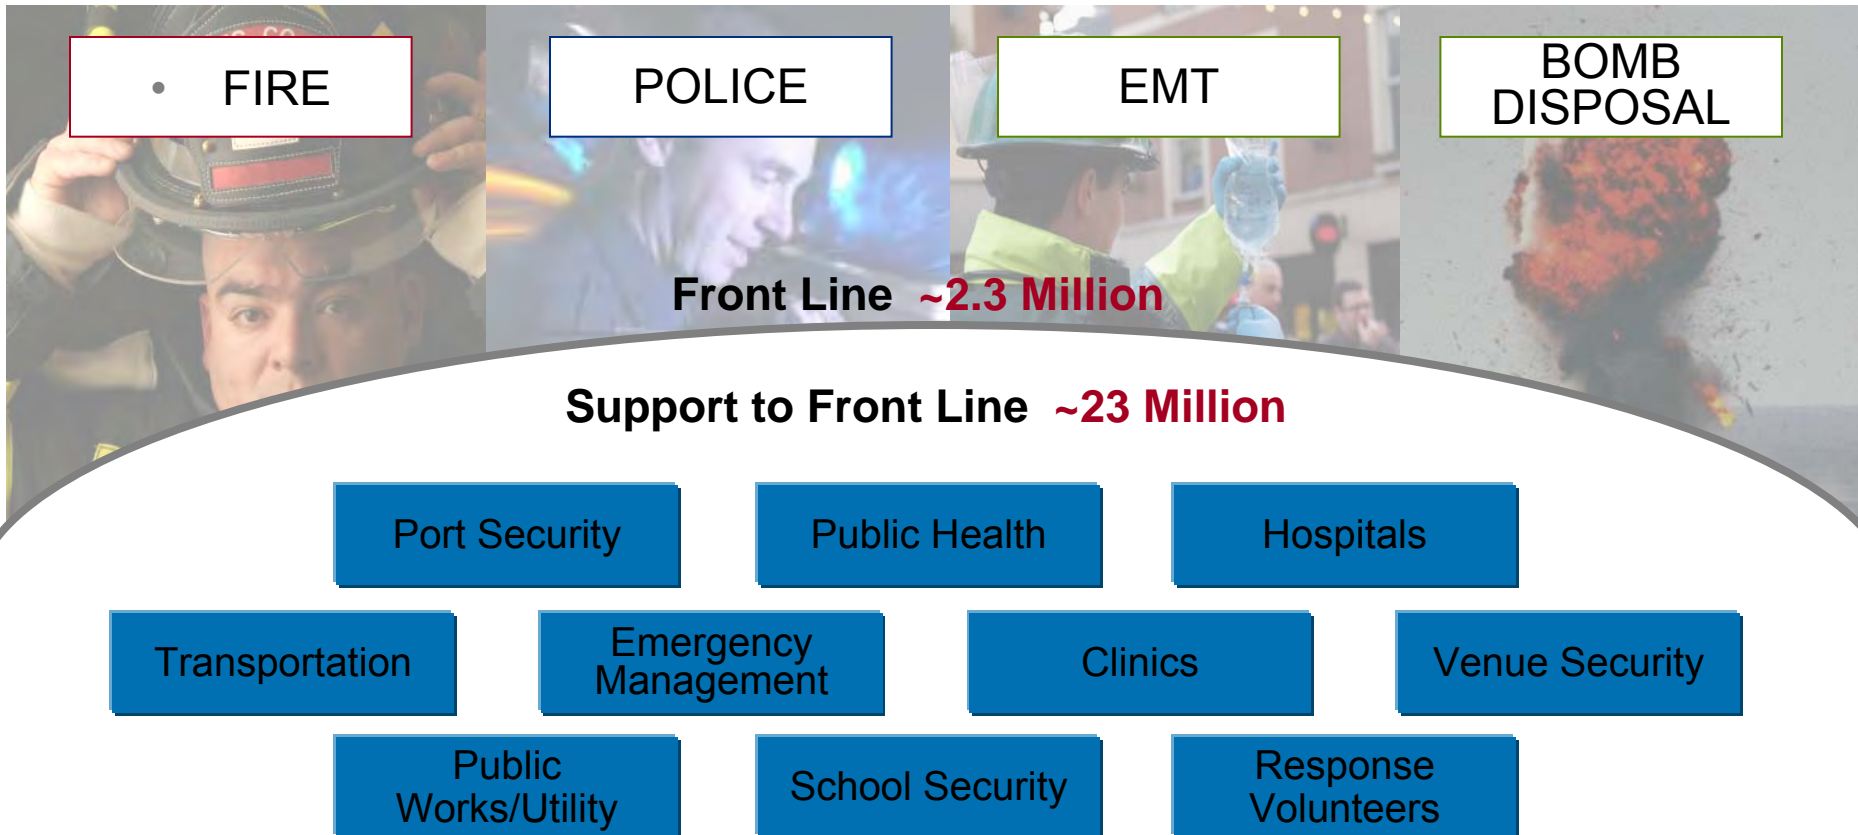 • FIRE
POLICE
EMT
BOMB
DISPOSAL
Front Line ~2.3 Million
Support to Front Line ~23 Million
Port Security
Public Health
Hospitals
Transportation
Emergency
Management
Clinics
Venue Security
Public
Works/Utility
School Security
Response
Volunteers